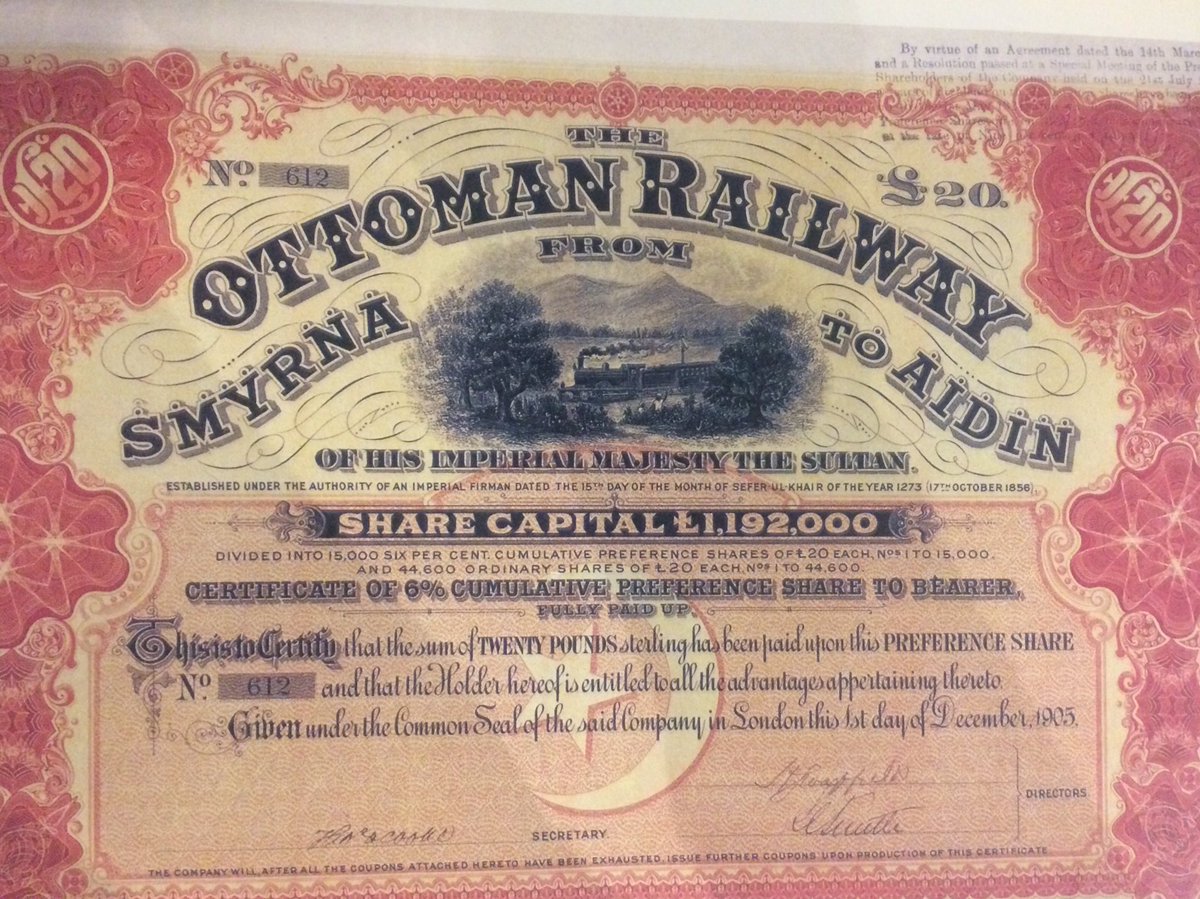 By virtue of an Agreement dated the 14th Marc
and a Resolution passed at a Special Meeting of the Pre
Shareholders of the Company held on the 21st July
£20
No. 612
£20.
£20
THE
OTTOMAN RAILWAY
FROM
SMYRNA TO AIDIN
OF HIS IMPERIAL MAJESTY THE SULTAN.
ESTABLISHED UNDER THE AUTHORITY OF AN IMPERIAL FIRMAN DATED THE 15TH DAY OF THE MONTH OF SEFER-UL-KHAIR OF THE YEAR 1273 (17TH OCTOBER 1856).
SHARE CAPITAL £1,192,000
DIVIDED INTO 15,000 SIX PER CENT. CUMULATIVE PREFERENCE SHARES OF £20 EACH, Nos 1 TO 15,000.
AND 44,600 ORDINARY SHARES OF £20 EACH, Nos 1 TO 44,600.
CERTIFICATE OF 6% CUMULATIVE PREFERENCE SHARE TO BEARER,
FULLY PAID UP.
This is to Certify that the sum of TWENTY POUNDS sterling has been paid upon this PREFERENCE SHARE
No 612 and that the Holder hereof is entitled to all the advantages appertaining thereto.
Given under the Common Seal of the said Company in London this 1st day of December, 1905.
DIRECTORS
SECRETARY.
THE COMPANY WILL, AFTER ALL THE COUPONS ATTACHED HERETO HAVE BEEN EXHAUSTED, ISSUE FURTHER COUPONS UPON PRODUCTION OF THIS CERTIFICATE